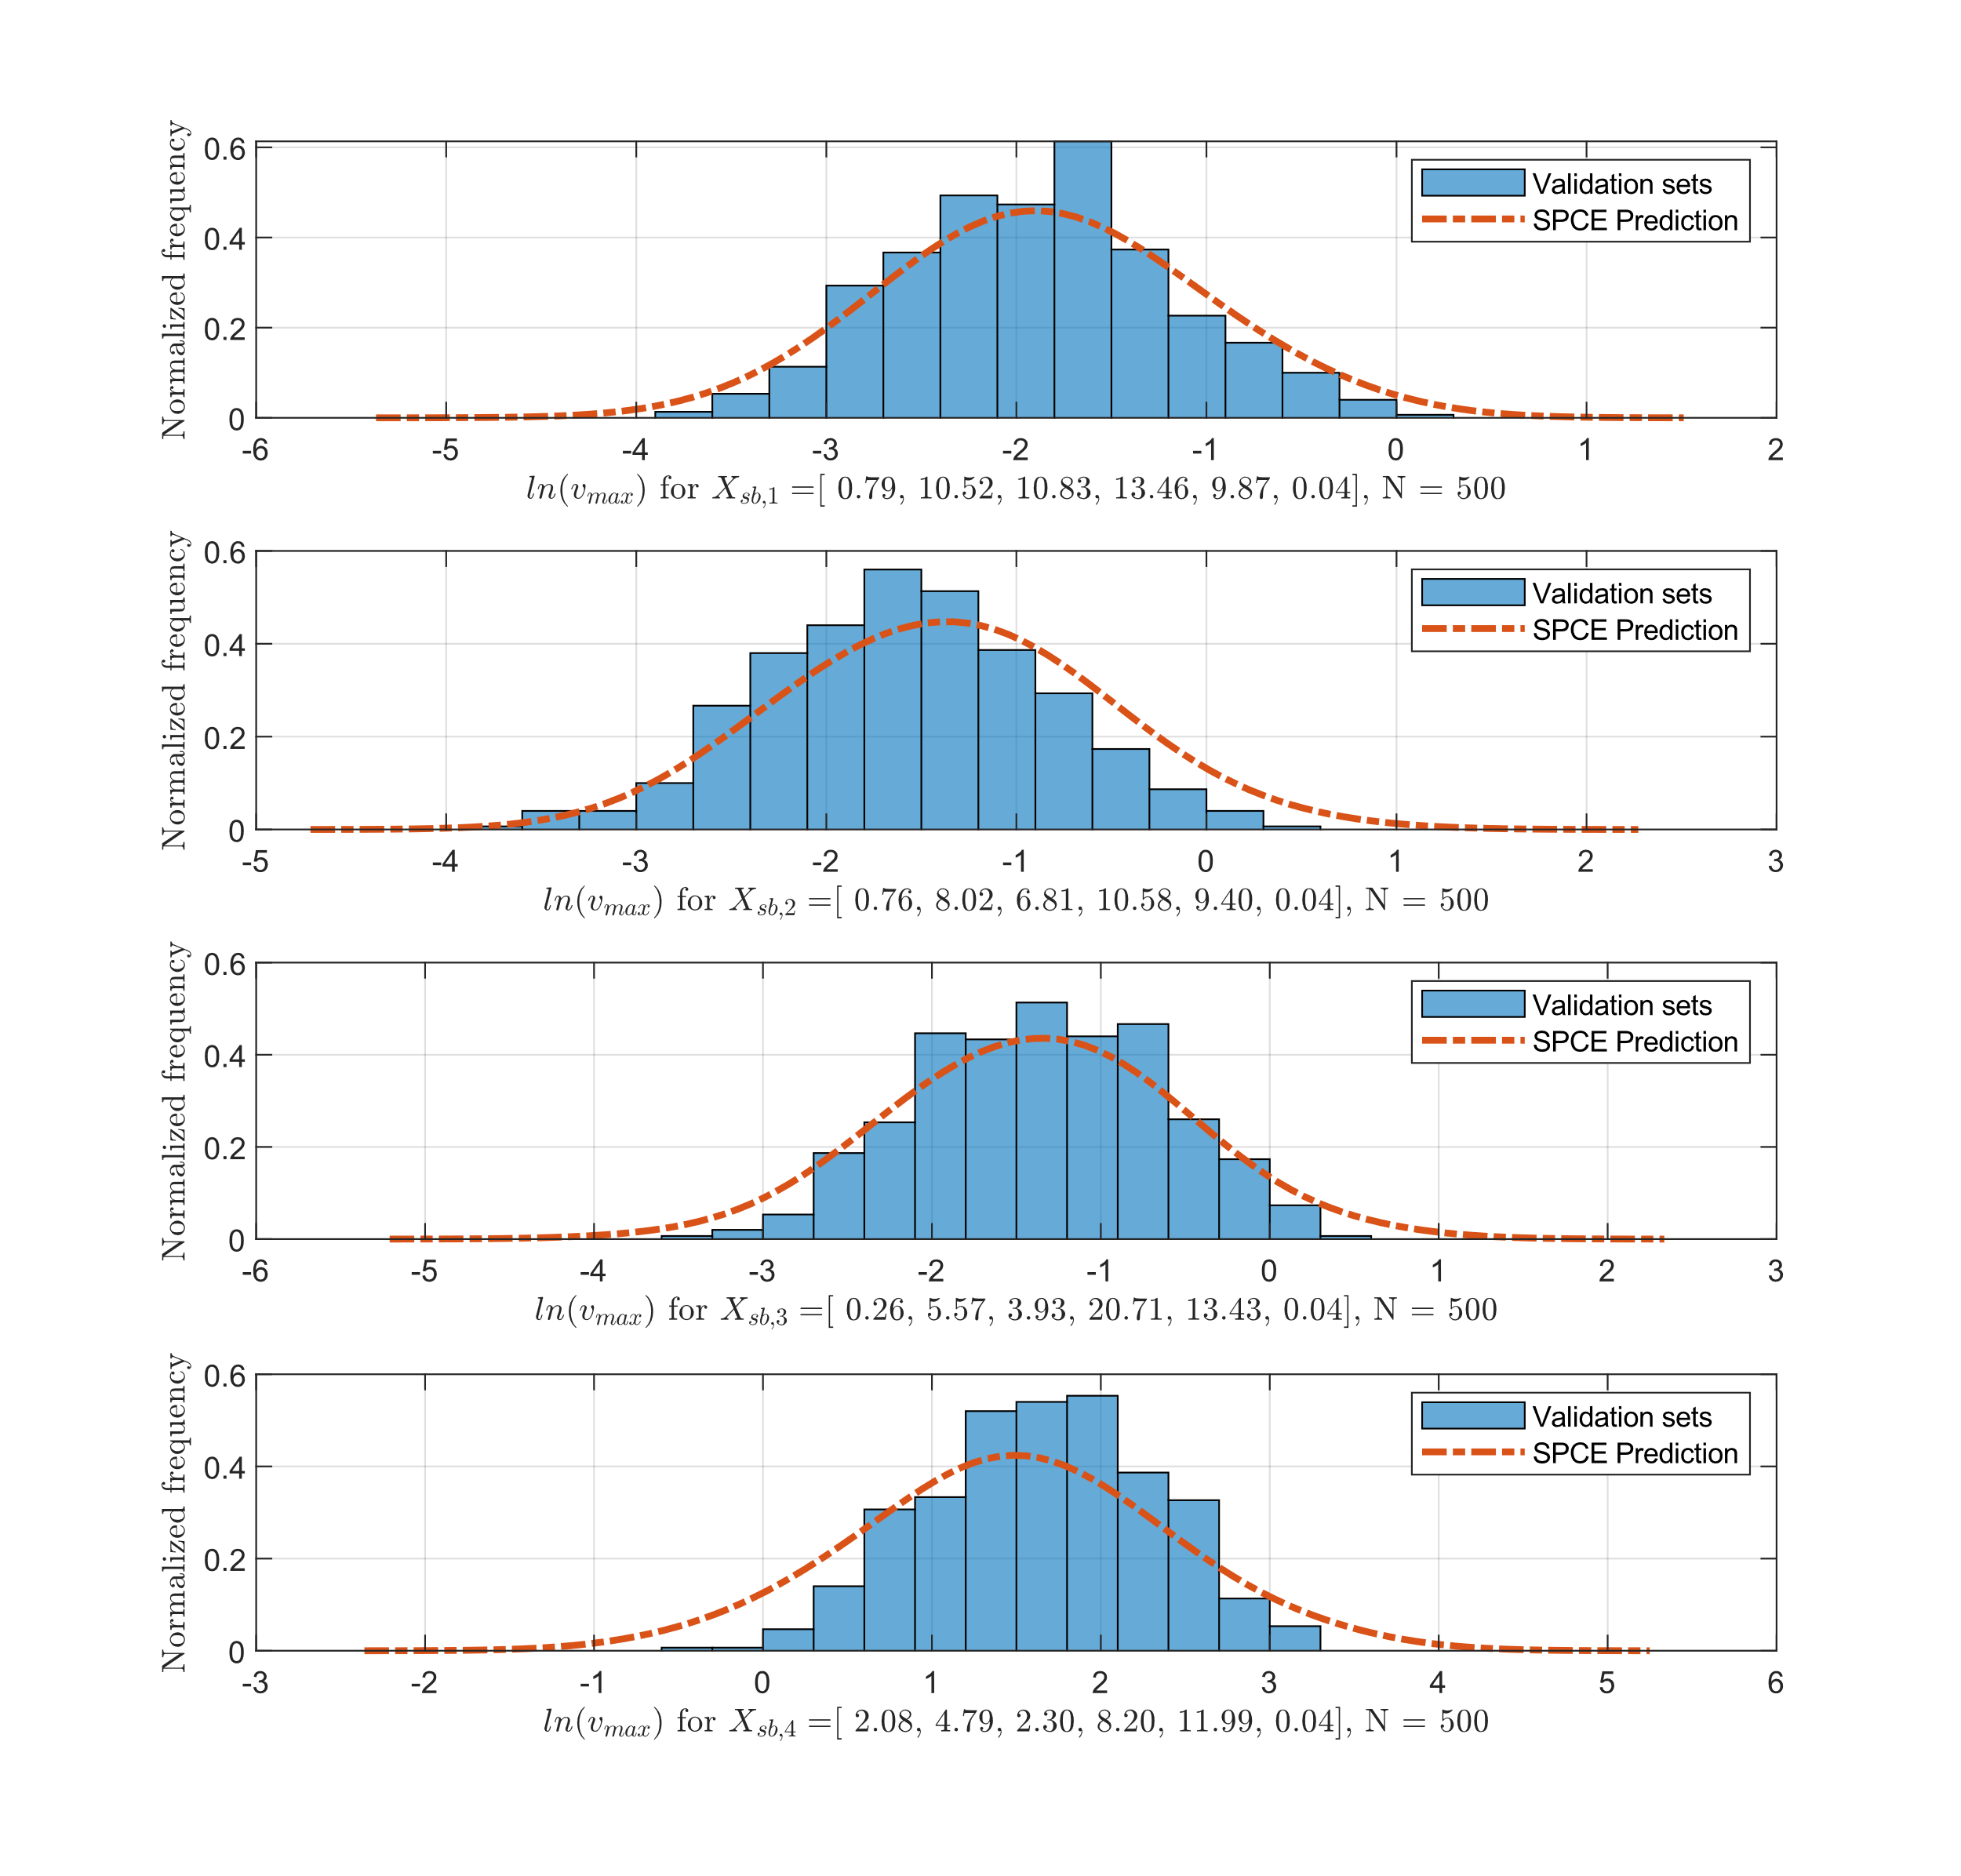 Normalized frequency
0.6
0.4
0.2
0
Validation sets
SPCE Prediction
-6 -5 -4 -3 -2 -1 0 1 2
ln(v_max) for X_sb,1 =[ 0.79, 10.52, 10.83, 13.46, 9.87, 0.04], N = 500
Normalized frequency
0.6
0.4
0.2
0
Validation sets
SPCE Prediction
-5 -4 -3 -2 -1 0 1 2 3
ln(v_max) for X_sb,2 =[ 0.76, 8.02, 6.81, 10.58, 9.40, 0.04], N = 500
Normalized frequency
0.6
0.4
0.2
0
Validation sets
SPCE Prediction
-6 -5 -4 -3 -2 -1 0 1 2 3
ln(v_max) for X_sb,3 =[ 0.26, 5.57, 3.93, 20.71, 13.43, 0.04], N = 500
Normalized frequency
0.6
0.4
0.2
0
Validation sets
SPCE Prediction
-3 -2 -1 0 1 2 3 4 5 6
ln(v_max) for X_sb,4 =[ 2.08, 4.79, 2.30, 8.20, 11.99, 0.04], N = 500